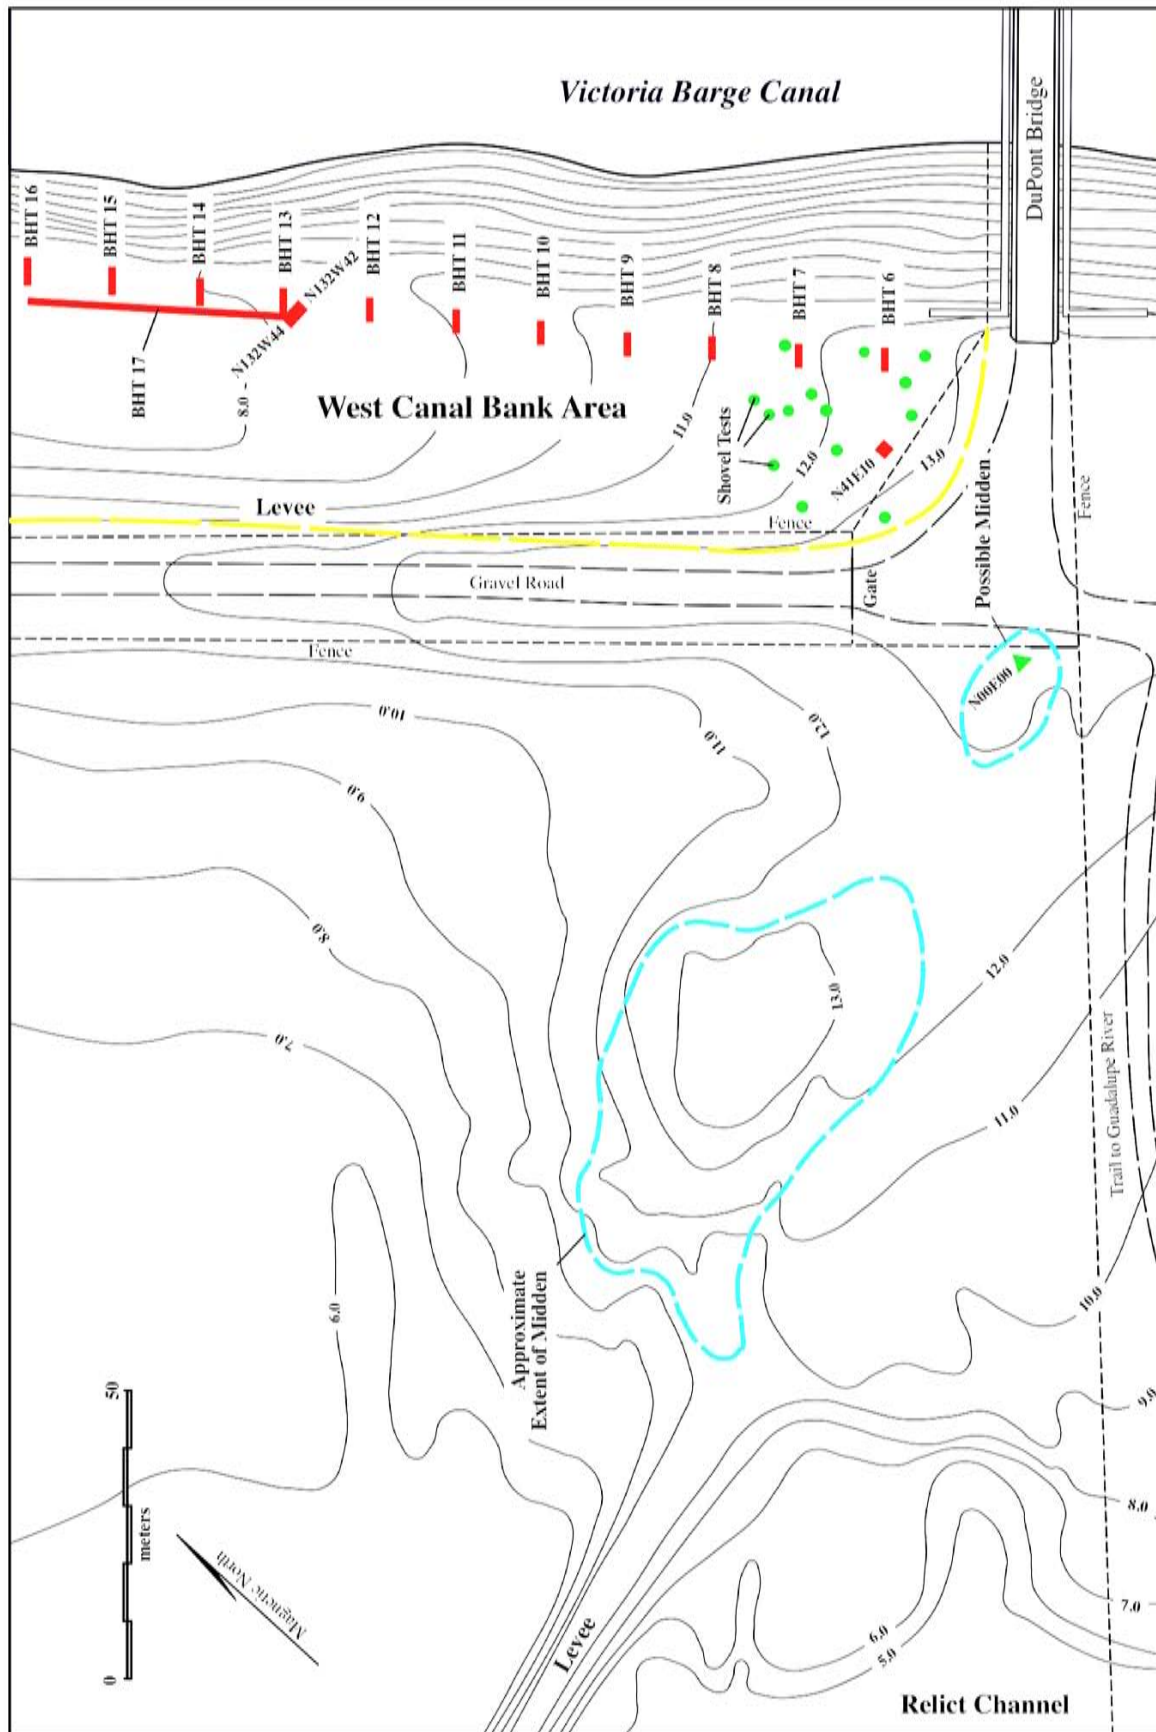 Victoria Barge Canal
DuPont Bridge
BHT 16
BHT 15
BHT 14
BHT 13
BHT 12
BHT 11
BHT 10
BHT 9
BHT 8
BHT 7
BHT 6
N132W42
N132W44
BHT 17
8.0
West Canal Bank Area
11.0
Shovel Tests
12.0
N41E10
13.0
Levee
Fence
Fence
Gravel Road
Gate
Possible Midden
Fence
N00E00
10.0
11.0
12.0
9.0
8.0
7.0
13.0
12.0
11.0
Trail to Guadalupe River
6.0
Approximate
Extent of Midden
10.0
9.0
8.0
7.0
6.0
5.0
50
0
meters
Magnetic North
Levee
Relict Channel